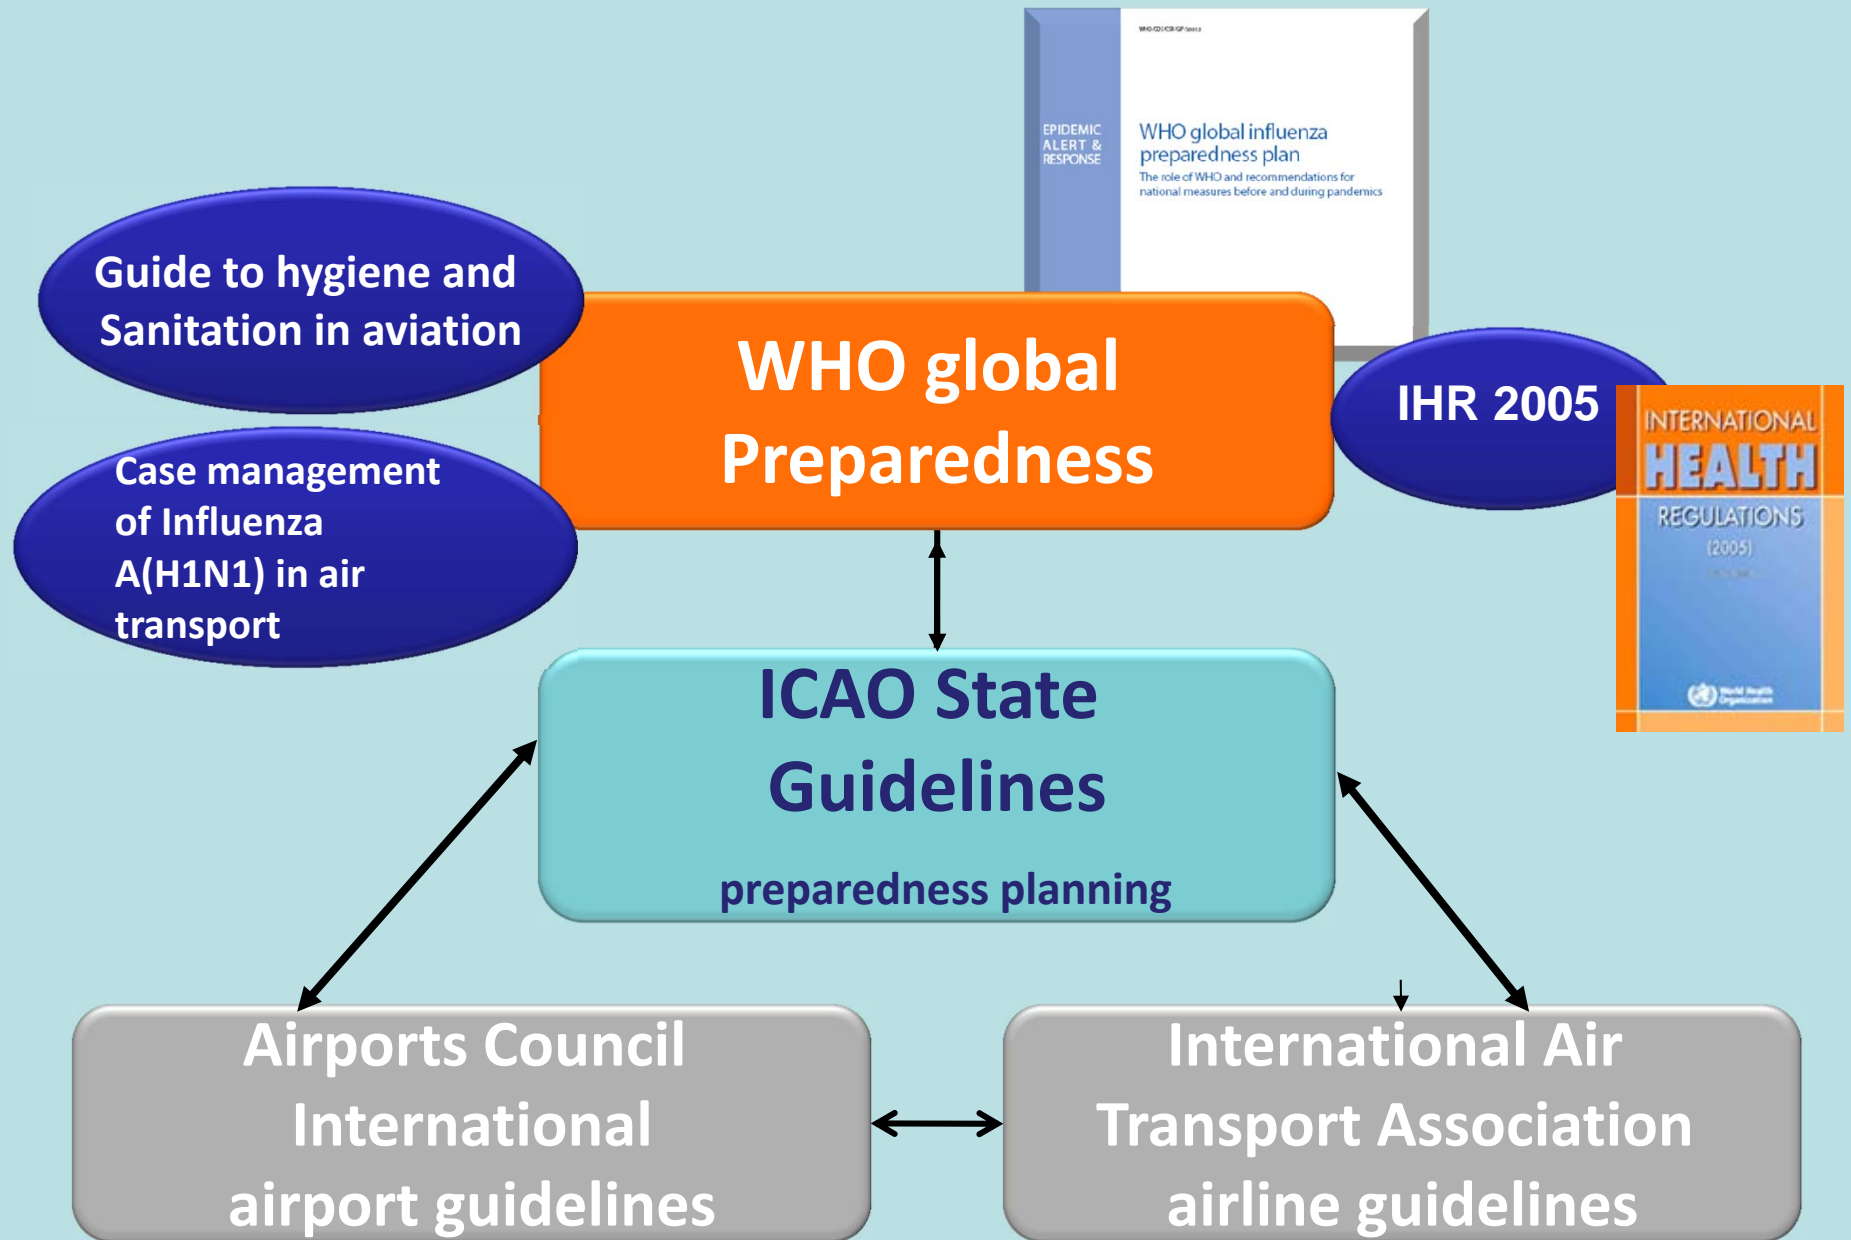 EPIDEMIC
ALERT &
RESPONSE
WHO global influenza
preparedness plan
The role of WHO and recommendations for
national measures before and during pandemics
Guide to hygiene and
Sanitation in aviation
WHO global
Preparedness
IHR 2005
INTERNATIONAL
HEALTH
REGULATIONS
(2005)
World Health
Organization
Case management
of Influenza
A(H1N1) in air
transport
ICAO State
Guidelines
preparedness planning
Airports Council
International
airport guidelines
International Air
Transport Association
airline guidelines